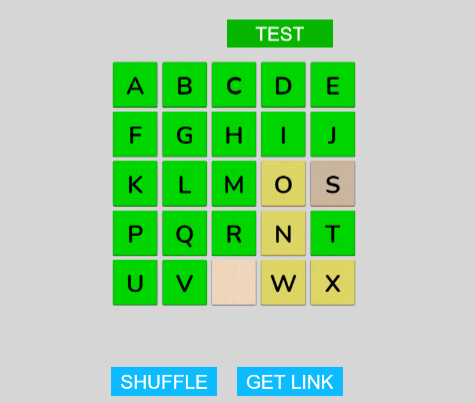 TEST
A B C D E
F G H I J
K L M O S
P Q R N T
U V W X
SHUFFLE GET LINK